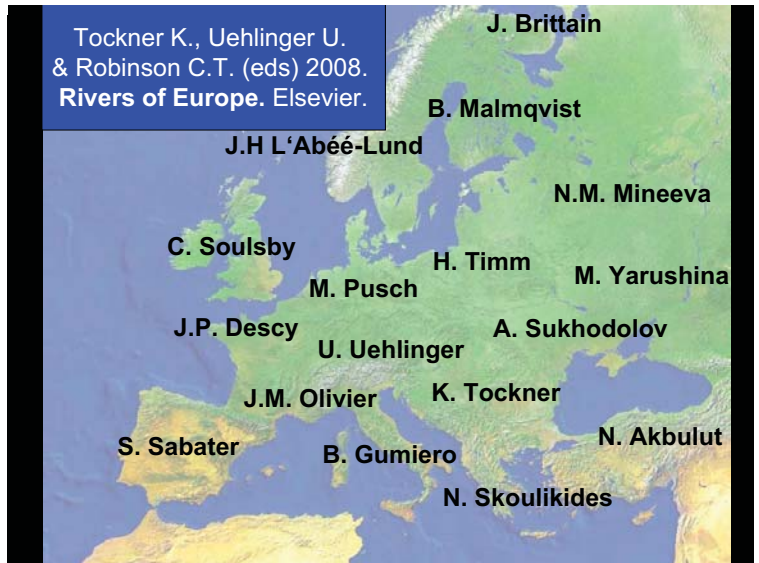 Tockner K., Uehlinger U.
& Robinson C.T. (eds) 2008.
Rivers of Europe. Elsevier.
J. Brittain
B. Malmqvist
J.H L‘Abéé-Lund
N.M. Mineeva
C. Soulsby
H. Timm
M. Yarushina
M. Pusch
J.P. Descy
A. Sukhodolov
U. Uehlinger
K. Tockner
J.M. Olivier
N. Akbulut
S. Sabater
B. Gumiero
N. Skoulikides